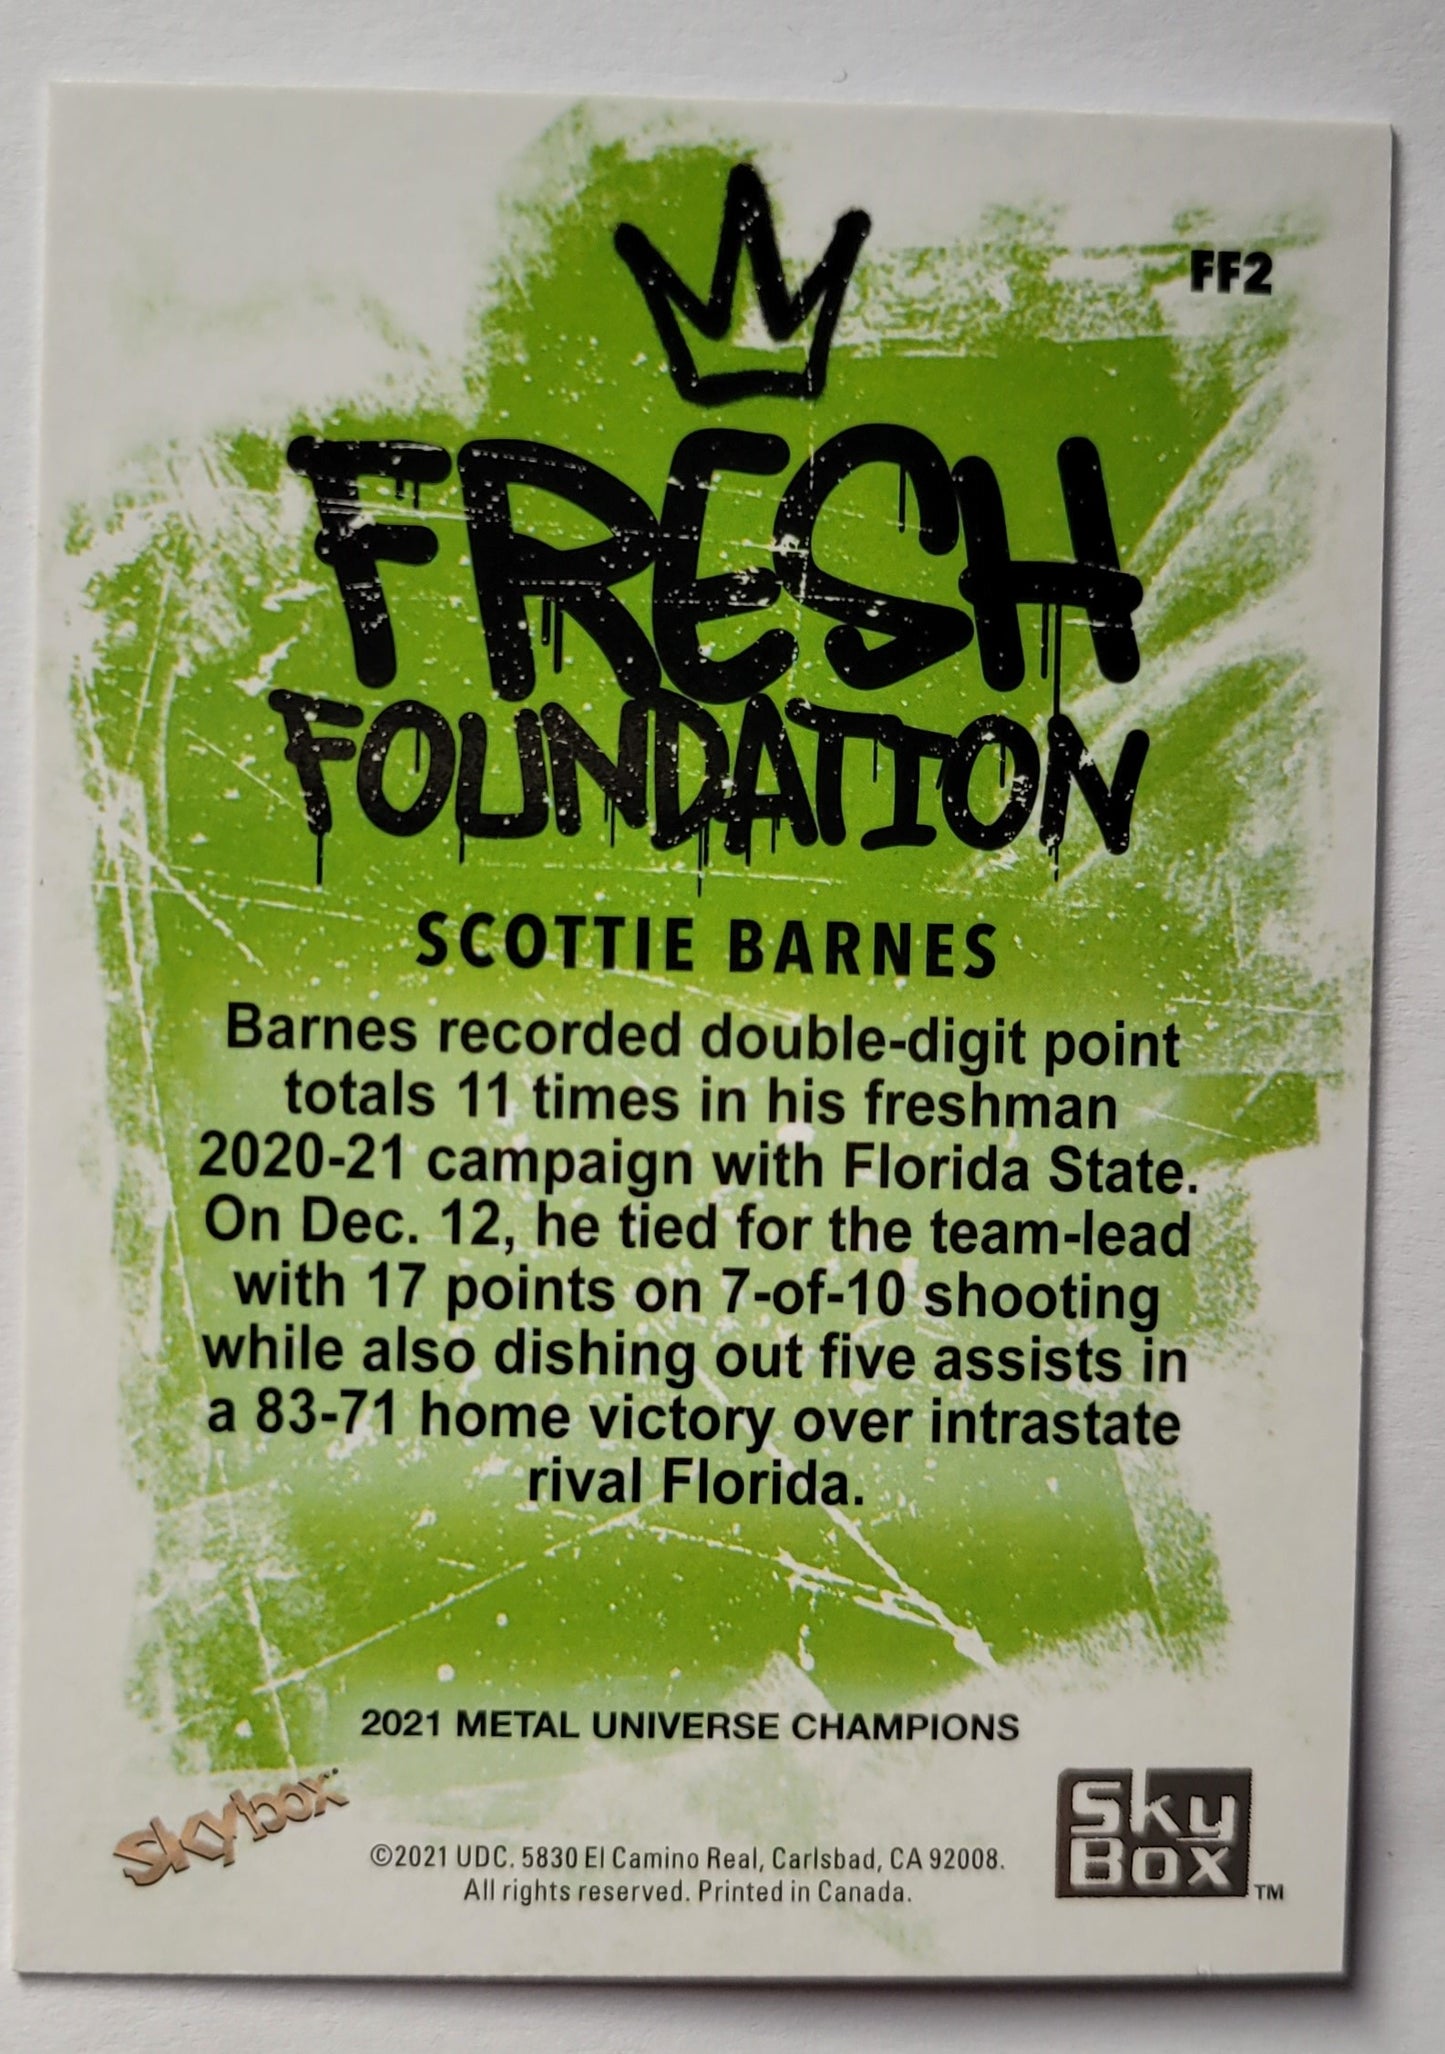 FF2
FRESH
FOUNDATION
SCOTTIE BARNES
Barnes recorded double-digit point
totals 11 times in his freshman
2020-21 campaign with Florida State.
On Dec. 12, he tied for the team-lead
with 17 points on 7-of-10 shooting
while also dishing out five assists in
a 83-71 home victory over intrastate
rival Florida.
2021 METAL UNIVERSE CHAMPIONS
skybox
©2021 UDC. 5830 El Camino Real, Carlsbad, CA 92008.
All rights reserved. Printed in Canada.
Sky
Box
TM